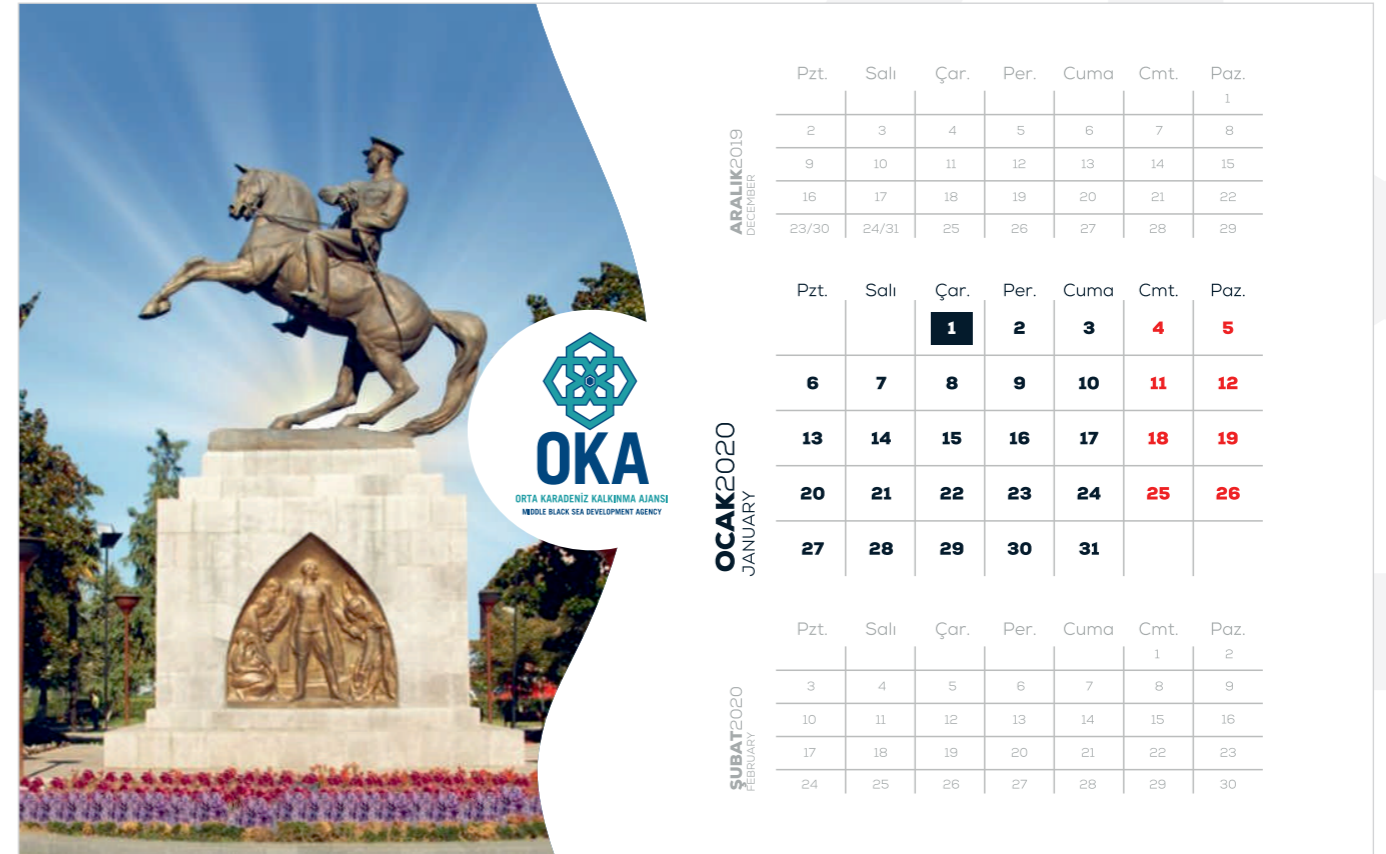 OKA
ORTA KARADENİZ KALKINMA AJANSI
MIDDLE BLACK SEA DEVELOPMENT AGENCY
ARALIK2019
DECEMBER
Pzt. Salı Çar. Per. Cuma Cmt. Paz.
1
2 3 4 5 6 7 8
9 10 11 12 13 14 15
16 17 18 19 20 21 22
23/30 24/31 25 26 27 28 29
OCAK2020
JANUARY
Pzt. Salı Çar. Per. Cuma Cmt. Paz.
1 2 3 4 5
6 7 8 9 10 11 12
13 14 15 16 17 18 19
20 21 22 23 24 25 26
27 28 29 30 31
ŞUBAT2020
FEBRUARY
Pzt. Salı Çar. Per. Cuma Cmt. Paz.
1 2
3 4 5 6 7 8 9
10 11 12 13 14 15 16
17 18 19 20 21 22 23
24 25 26 27 28 29 30